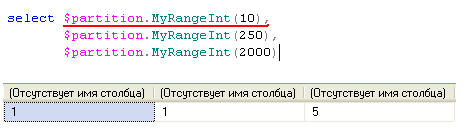 select $partition.MyRangeInt(10),
$partition.MyRangeInt(250),
$partition.MyRangeInt(2000)
(Отсутствует имя столбца) (Отсутствует имя столбца) (Отсутствует имя столбца)
1 1 5